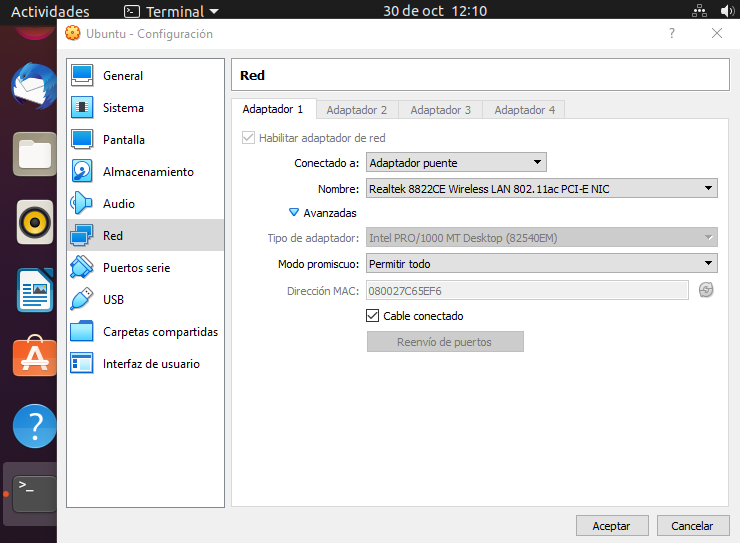 Actividades
Terminal
30 de oct 12:10
Ubuntu - Configuración
General
Sistema
Pantalla
Almacenamiento
Audio
Red
Puertos serie
USB
Carpetas compartidas
Interfaz de usuario
Red
Adaptador 1 Adaptador 2 Adaptador 3 Adaptador 4
Habilitar adaptador de red
Conectado a: Adaptador puente
Nombre: Realtek 8822CE Wireless LAN 802.11ac PCI-E NIC
Avanzadas
Tipo de adaptador: Intel PRO/1000 MT Desktop (82540EM)
Modo promiscuo: Permitir todo
Dirección MAC: 080027C65EF6
Cable conectado
Reenvío de puertos
Aceptar Cancelar